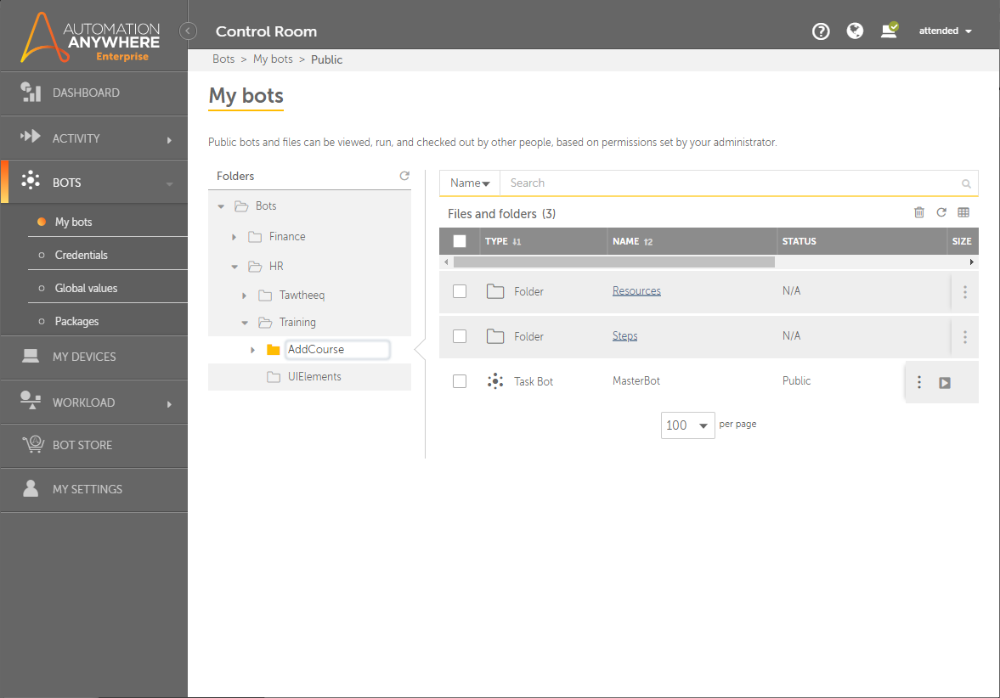 AUTOMATION
ANYWHERE
Enterprise
Control Room
attended
Bots > My bots > Public
DASHBOARD
ACTIVITY
BOTS
My bots
Credentials
Global values
Packages
MY DEVICES
WORKLOAD
BOT STORE
MY SETTINGS
My bots
Public bots and files can be viewed, run, and checked out by other people, based on permissions set by your administrator.
Folders
Bots
Finance
HR
Tawtheeq
Training
AddCourse
UIElements
Name Search
Files and folders (3)
TYPE NAME STATUS SIZE
Folder Resources N/A
Folder Steps N/A
Task Bot MasterBot Public
100 per page